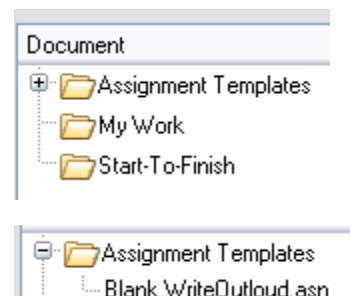 Document
Assignment Templates
My Work
Start-To-Finish
Assignment Templates
Blank WriteOutloud.asn